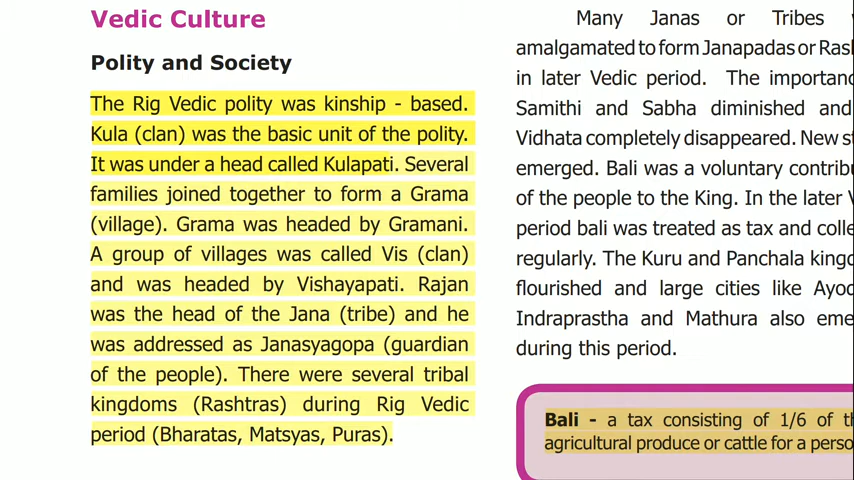 Vedic Culture
Polity and Society
The Rig Vedic polity was kinship - based.
Kula (clan) was the basic unit of the polity.
It was under a head called Kulapati. Several
families joined together to form a Grama
(village). Grama was headed by Gramani.
A group of villages was called Vis (clan)
and was headed by Vishayapati. Rajan
was the head of the Jana (tribe) and he
was addressed as Janasyagopa (guardian
of the people). There were several tribal
kingdoms (Rashtras) during Rig Vedic
period (Bharatas, Matsyas, Puras).
Many Janas or Tribes
amalgamated to form Janapadas or
in later Vedic period. The
Samithi and Sabha diminished and
Vidhata completely disappeared. New
emerged. Bali was a voluntary
of the people to the King. In the later
period bali was treated as tax and
regularly. The Kuru and Panchala
flourished and large cities like
Indraprastha and Mathura also
during this period.
Bali - a tax consisting of 1/6 of
agricultural produce or cattle for a